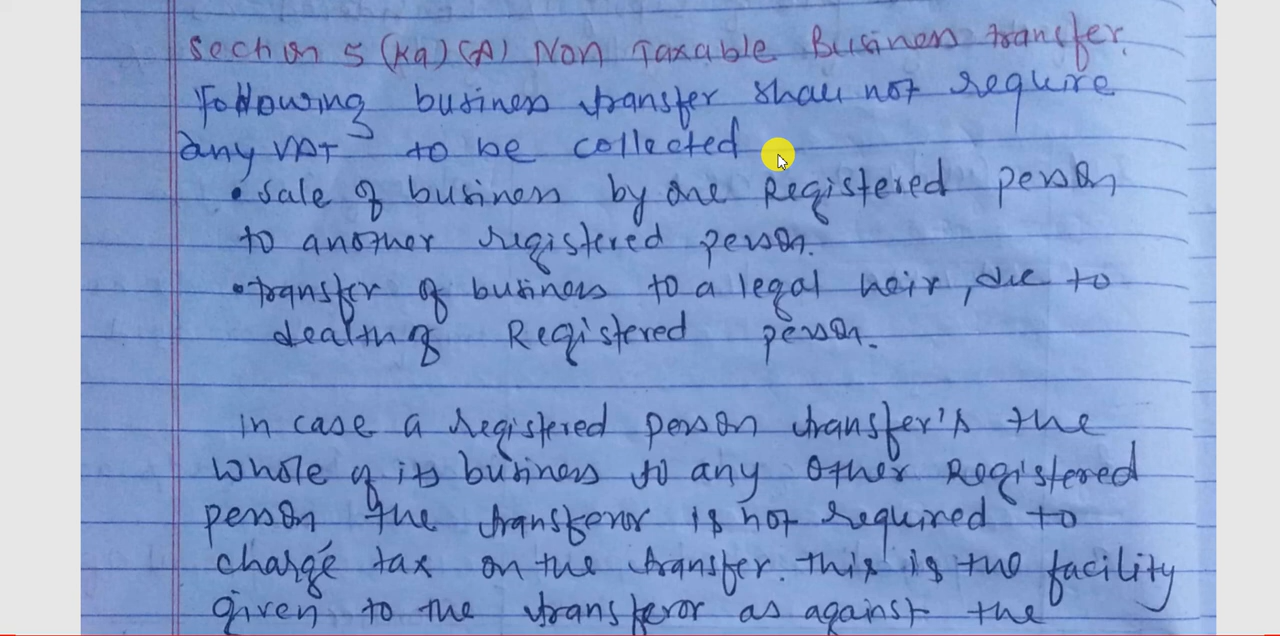 Section 5 (Ka) (A) Non Taxable Business transfer.
Following business transfer shall not require
any VAT to be collected
• sale of business by one Registered person
to another registered person.
• transfer of business to a legal heir, due to
death of Registered person.
In case a registered person transfer's the
whole of its business to any other Registered
person the transferor is not required to
charge tax on the transfer. this is the facility
given to the transferor as against the